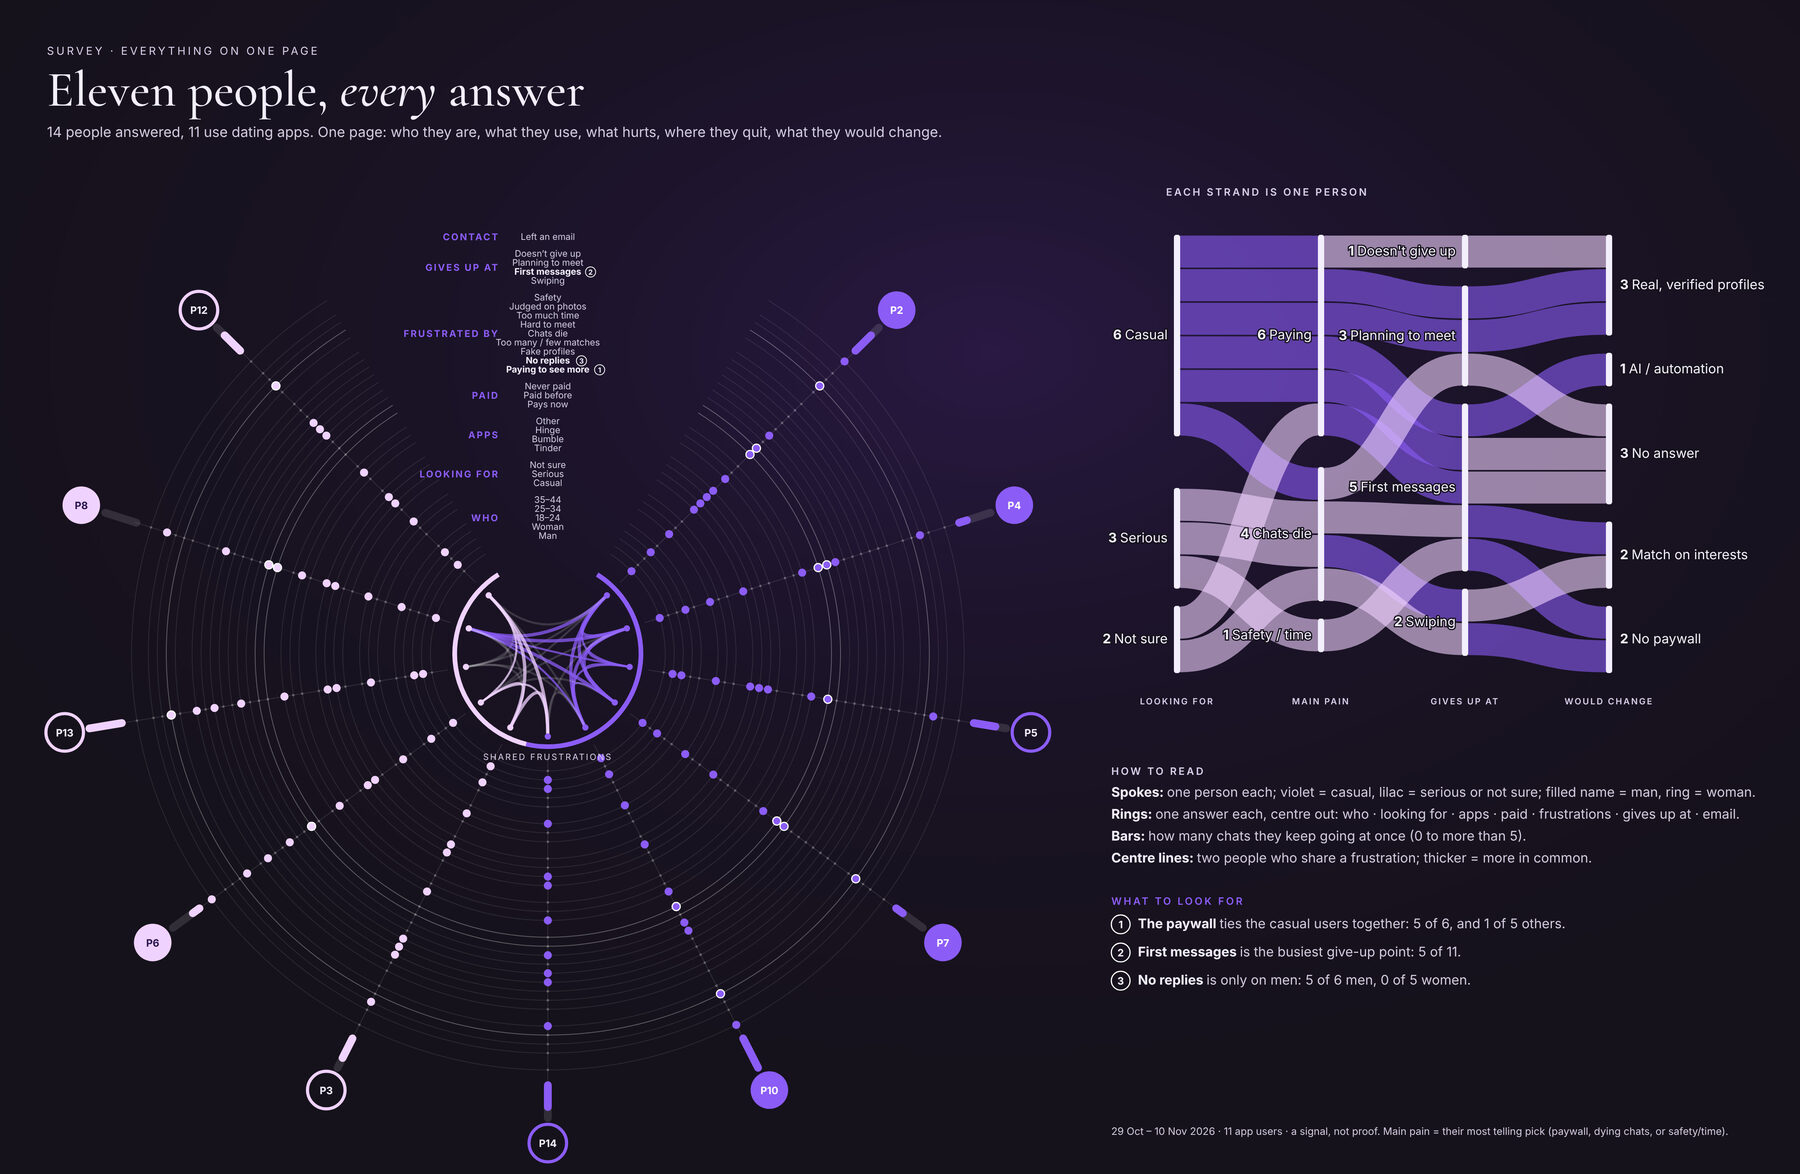 SURVEY · EVERYTHING ON ONE PAGE
Eleven people, every answer
14 people answered, 11 use dating apps. One page: who they are, what they use, what hurts, where they quit, what they would change.
CONTACT
Left an email
GIVES UP AT
Doesn't give up
Planning to meet
First messages 2
Swiping
FRUSTRATED BY
Safety
Judged on photos
Too much time
Hard to meet
Chats die
Too many / few matches
Fake profiles
No replies 3
Paying to see more 1
PAID
Never paid
Paid before
Pays now
APPS
Other
Hinge
Bumble
Tinder
LOOKING FOR
Not sure
Serious
Casual
WHO
35–44
25–34
18–24
Woman
Man
P12
P2
P8
P4
P13
P5
P6
P7
P3
P10
P14
SHARED FRUSTRATIONS
EACH STRAND IS ONE PERSON
6 Casual
3 Serious
2 Not sure
6 Paying
4 Chats die
1 Safety / time
1 Doesn't give up
3 Planning to meet
5 First messages
2 Swiping
3 Real, verified profiles
1 AI / automation
3 No answer
2 Match on interests
2 No paywall
LOOKING FOR
MAIN PAIN
GIVES UP AT
WOULD CHANGE
HOW TO READ
Spokes: one person each; violet = casual, lilac = serious or not sure; filled name = man, ring = woman.
Rings: one answer each, centre out: who · looking for · apps · paid · frustrations · gives up at · email.
Bars: how many chats they keep going at once (0 to more than 5).
Centre lines: two people who share a frustration; thicker = more in common.
WHAT TO LOOK FOR
1 The paywall ties the casual users together: 5 of 6, and 1 of 5 others.
2 First messages is the busiest give-up point: 5 of 11.
3 No replies is only on men: 5 of 6 men, 0 of 5 women.
29 Oct – 10 Nov 2026 · 11 app users · a signal, not proof. Main pain = their most telling pick (paywall, dying chats, or safety/time).